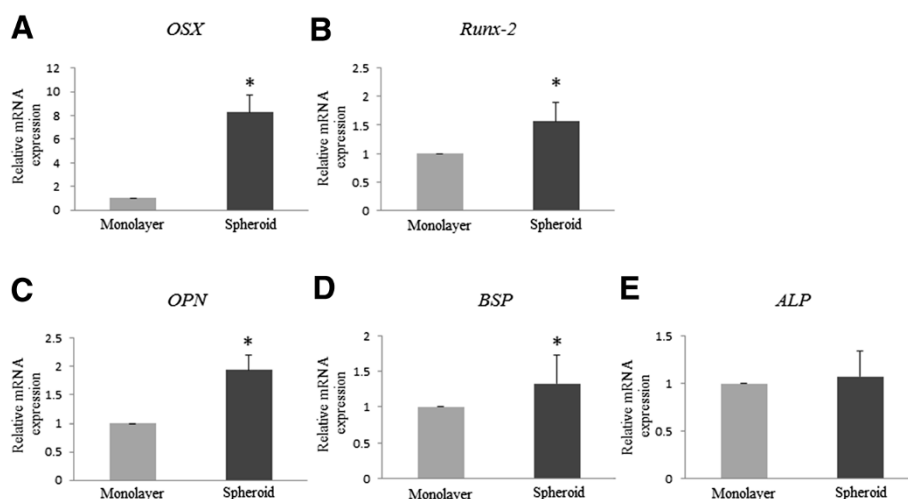 A
OSX
Relative mRNA
expression
12
10
8
6
4
2
0
*
Monolayer
Spheroid
B
Runx-2
Relative mRNA
expression
2
1.5
1
0.5
0
*
Monolayer
Spheroid
C
OPN
Relative mRNA
expression
2.5
2
1.5
1
0.5
0
*
Monolayer
Spheroid
D
BSP
Relative mRNA
expression
2
1.5
1
0.5
0
*
Monolayer
Spheroid
E
ALP
Relative mRNA
expression
1.5
1
0.5
0
Monolayer
Spheroid